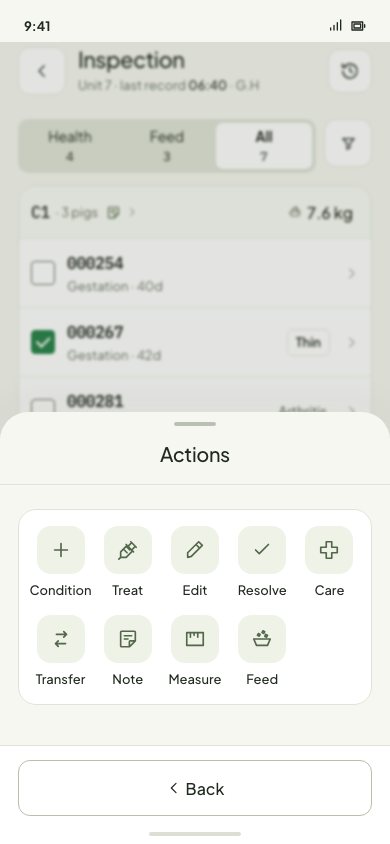 9:41
Inspection
Unit 7 · last record 06:40 · G.H
Health
4
Feed
3
All
7
C1 · 3 pigs
7.6 kg
000254
Gestation · 40d
000267
Gestation · 42d
Thin
000281
Arthritis
Actions
Condition
Treat
Edit
Resolve
Care
Transfer
Note
Measure
Feed
Back